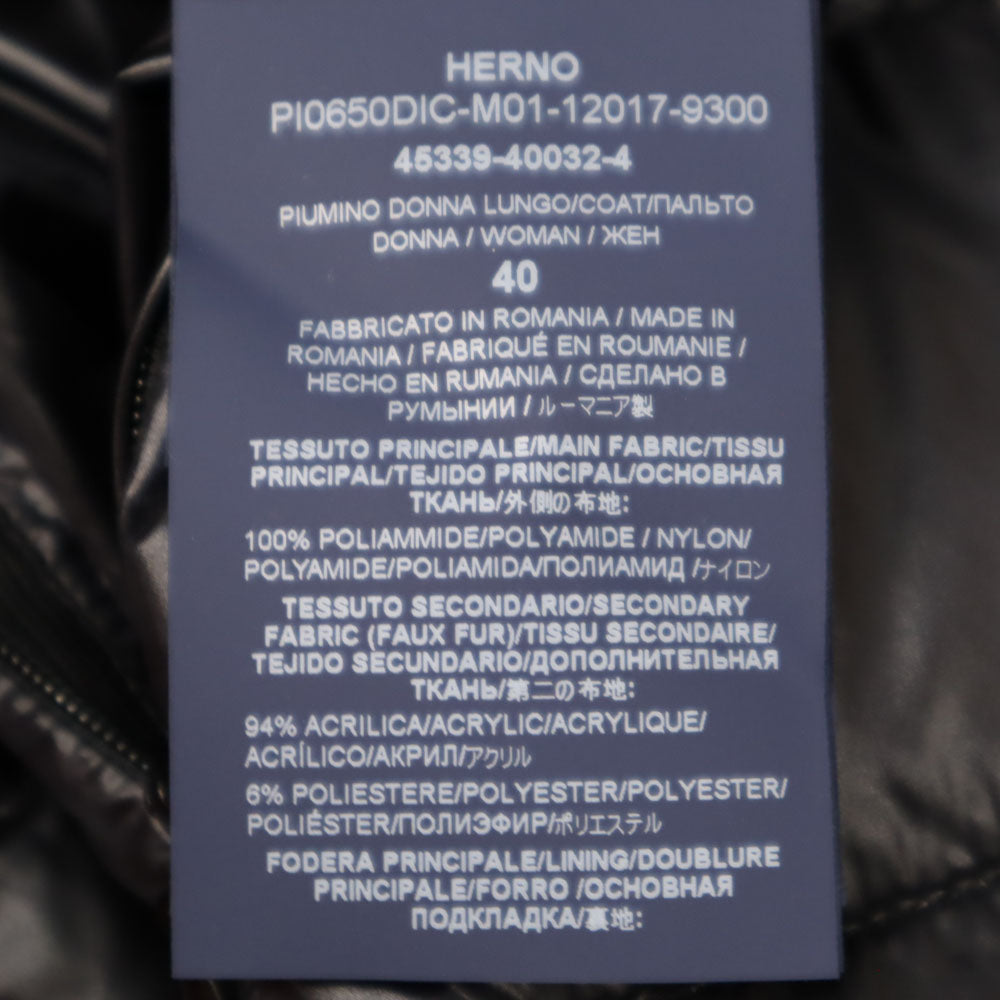 HERNO
PI0650DIC-M01-12017-9300
45339-40032-4
PIUMINO DONNA LUNGO/COAT/ПАЛЬТО
DONNA / WOMAN / ЖЕН
40
FABBRICATO IN ROMANIA / MADE IN
ROMANIA / FABRIQUÉ EN ROUMANIE /
HECHO EN RUMANIA / СДЕЛАНО В
РУМЫНИИ / ルーマニア製
TESSUTO PRINCIPALE/MAIN FABRIC/TISSU
PRINCIPAL/TEJIDO PRINCIPAL/ОСНОВНАЯ
ТКАНЬ/外側の布地:
100% POLIAMMIDE/POLYAMIDE / NYLON/
POLYAMIDE/POLIAMIDA/ПОЛИАМИД /ナイロン
TESSUTO SECONDARIO/SECONDARY
FABRIC (FAUX FUR)/TISSU SECONDAIRE/
TEJIDO SECUNDARIO/ДОПОЛНИТЕЛЬНАЯ
ТКАНЬ/第二の布地:
94% ACRILICA/ACRYLIC/ACRYLIQUE/
ACRÍLICO/АКРИЛ/アクリル
6% POLIESTERE/POLYESTER/POLYESTER/
POLIÉSTER/ПОЛИЭФИР/ポリエステル
FODERA PRINCIPALE/LINING/DOUBLURE
PRINCIPALE/FORRO /ОСНОВНАЯ
ПОДКЛАДКА/裏地: